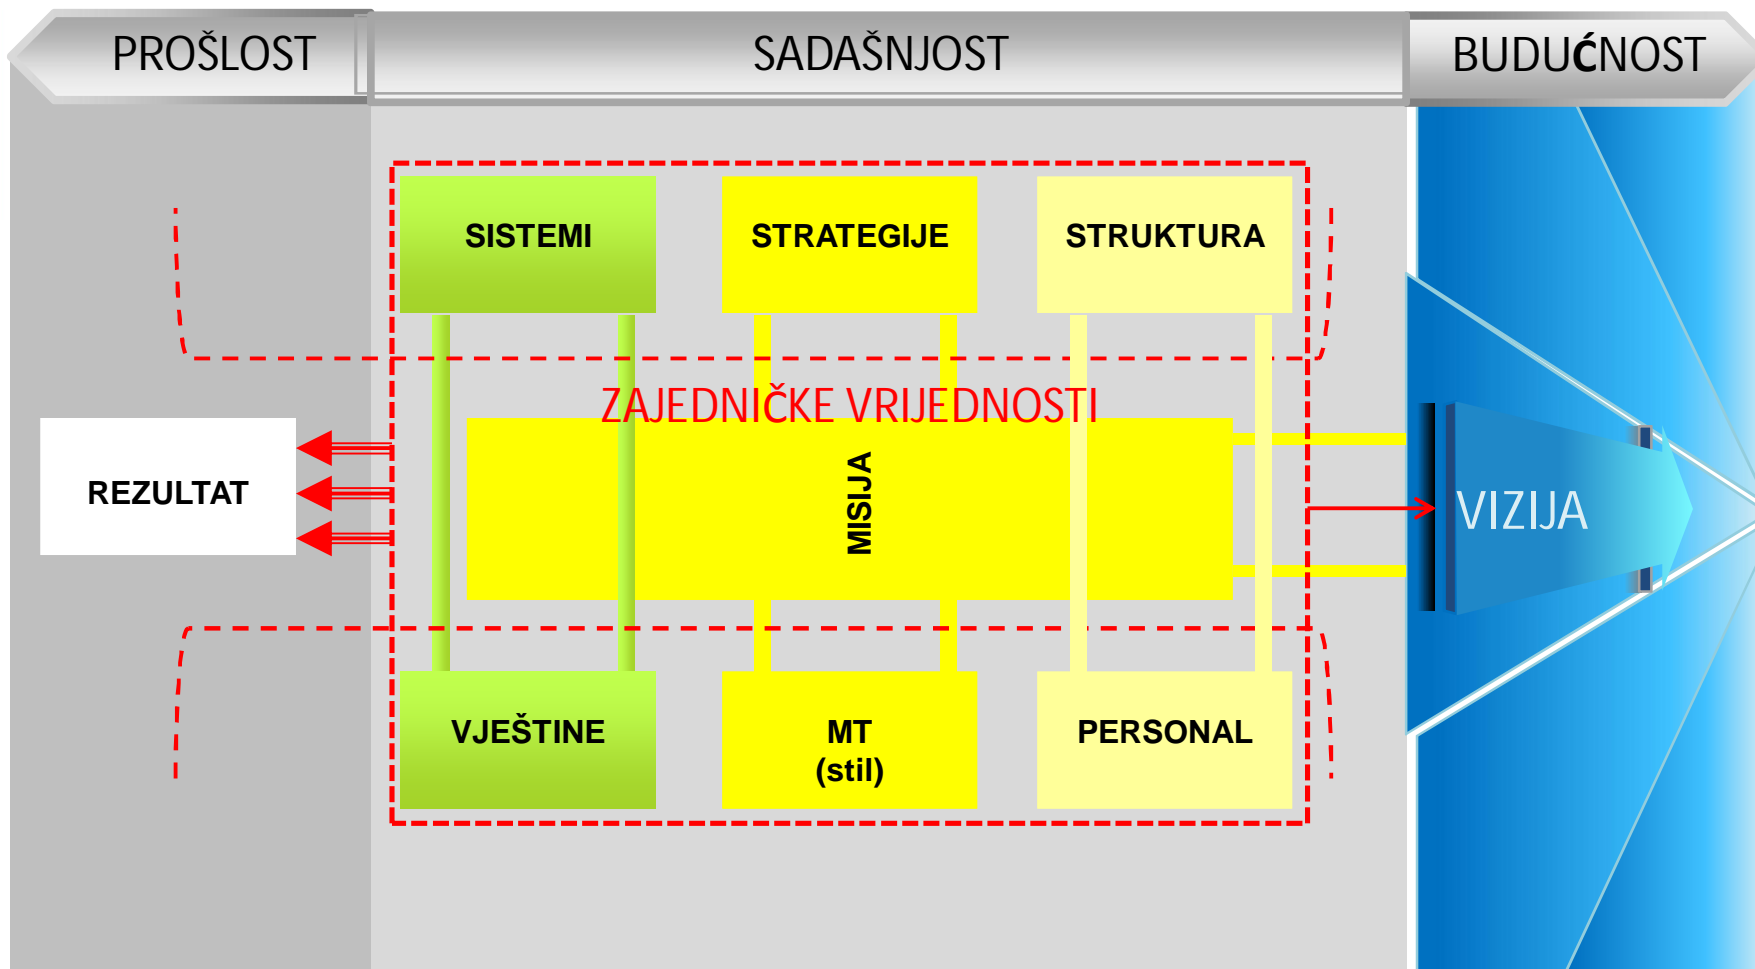 PROŠLOST
SADAŠNJOST
BUDUĆNOST
SISTEMI
STRATEGIJE
STRUKTURA
ZAJEDNIČKE VRIJEDNOSTI
REZULTAT
MISIJA
VIZIJA
VJEŠTINE
MT
(stil)
PERSONAL